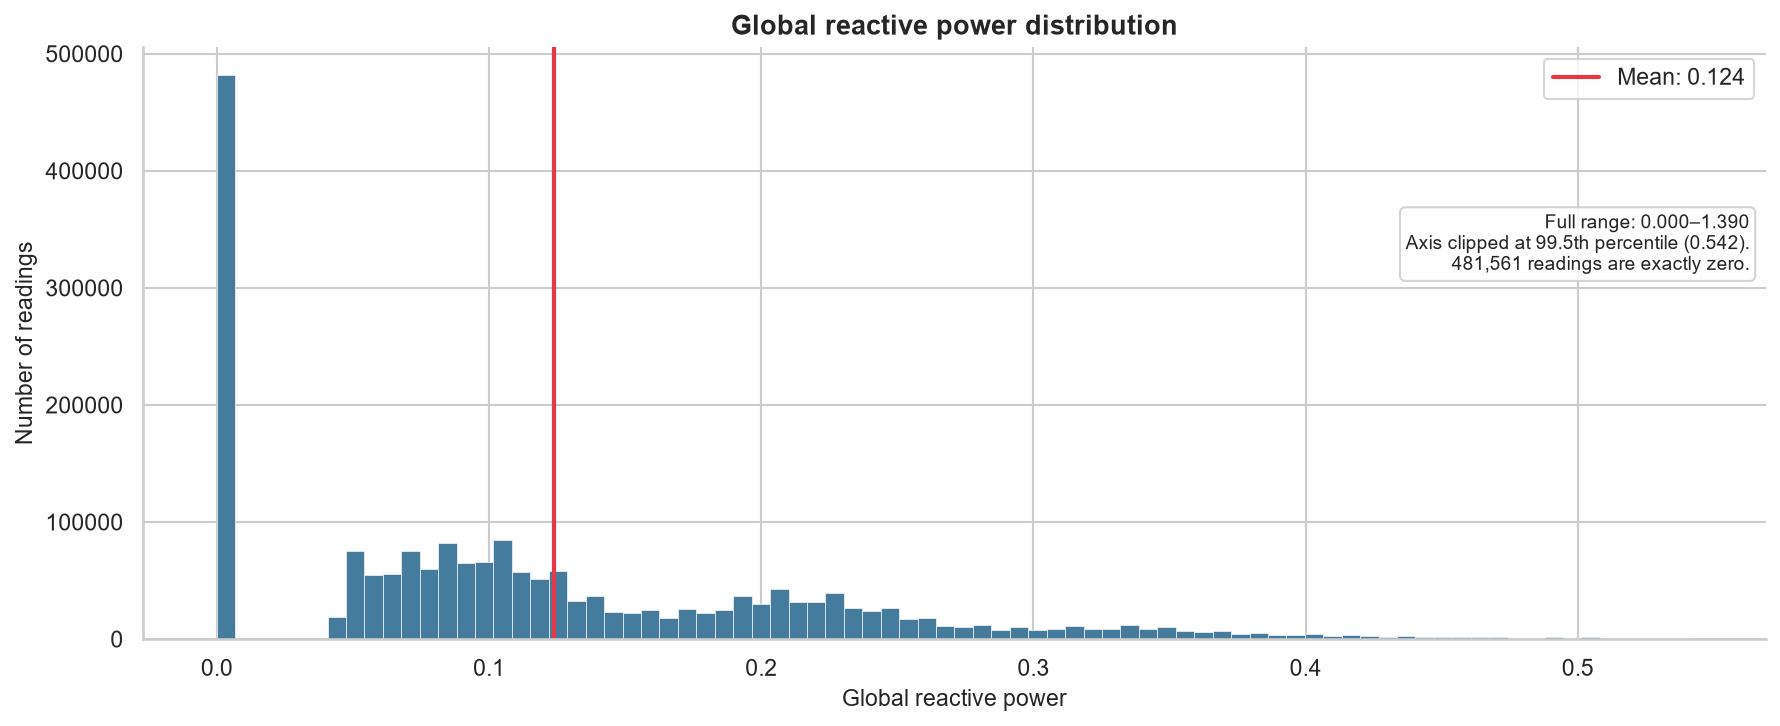 Global reactive power distribution
500000
400000
300000
200000
100000
0
Number of readings
Mean: 0.124
Full range: 0.000–1.390
Axis clipped at 99.5th percentile (0.542).
481,561 readings are exactly zero.
0.0 0.1 0.2 0.3 0.4 0.5
Global reactive power